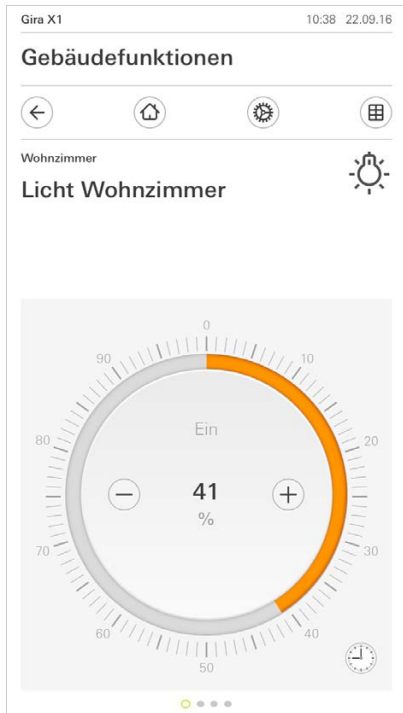 Gira X1 10:38 22.09.16
Gebäudefunktionen
Wohnzimmer
Licht Wohnzimmer
0
90 10
Ein
80 20
41
%
70 30
60 40
50